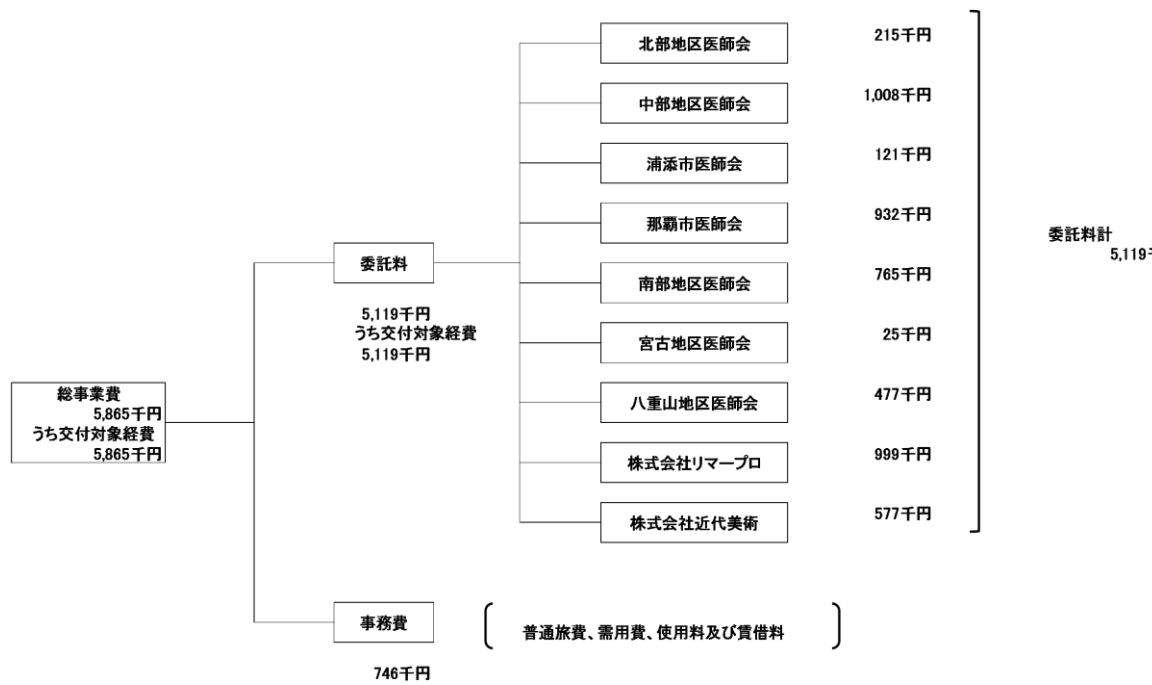 北部地区医師会 215千円
中部地区医師会 1,008千円
浦添市医師会 121千円
那覇市医師会 932千円
委託料
南部地区医師会 765千円
委託料計
5,119千
5,119千円
うち交付対象経費
5,119千円
宮古地区医師会 25千円
八重山地区医師会 477千円
総事業費
5,865千円
うち交付対象経費
5,865千円
株式会社リマープロ 999千円
株式会社近代美術 577千円
事務費
普通旅費、需用費、使用料及び賃借料
746千円